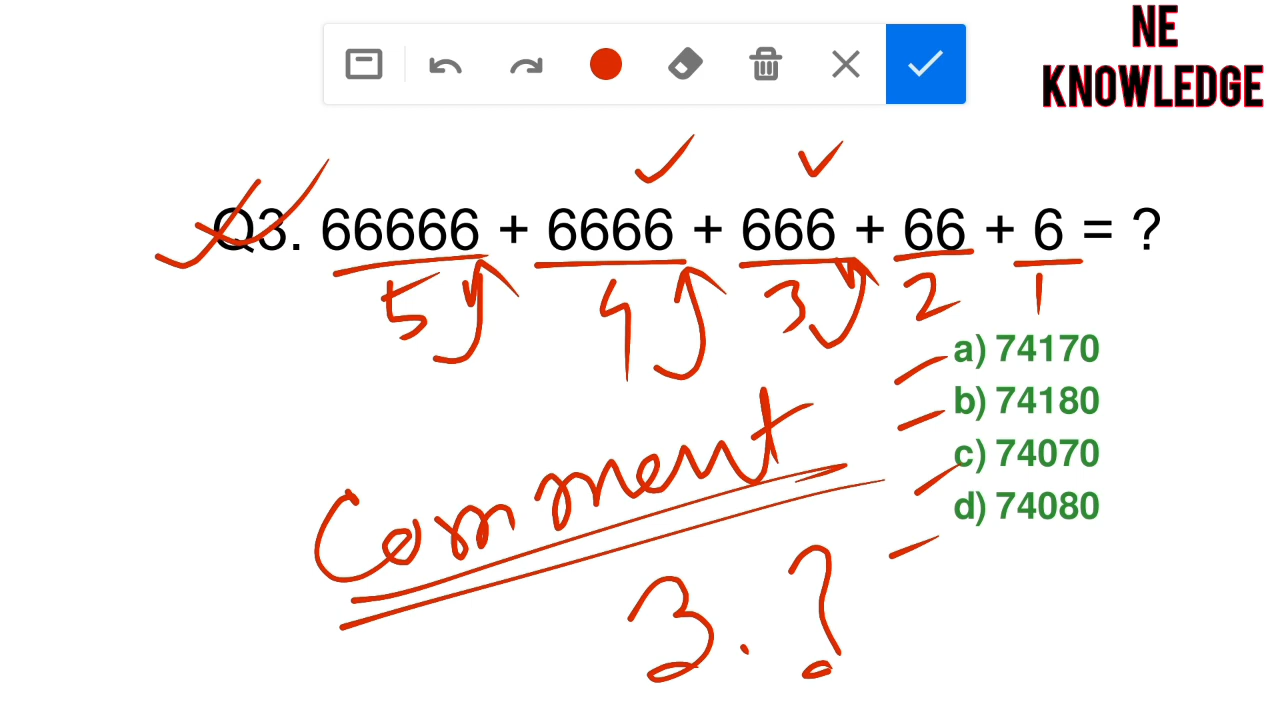 NE
KNOWLEDGE
Q3. 66666 + 6666 + 666 + 66 + 6 = ?
5 4 3 2 1
a) 74170
b) 74180
c) 74070
d) 74080
Comment
3. ?